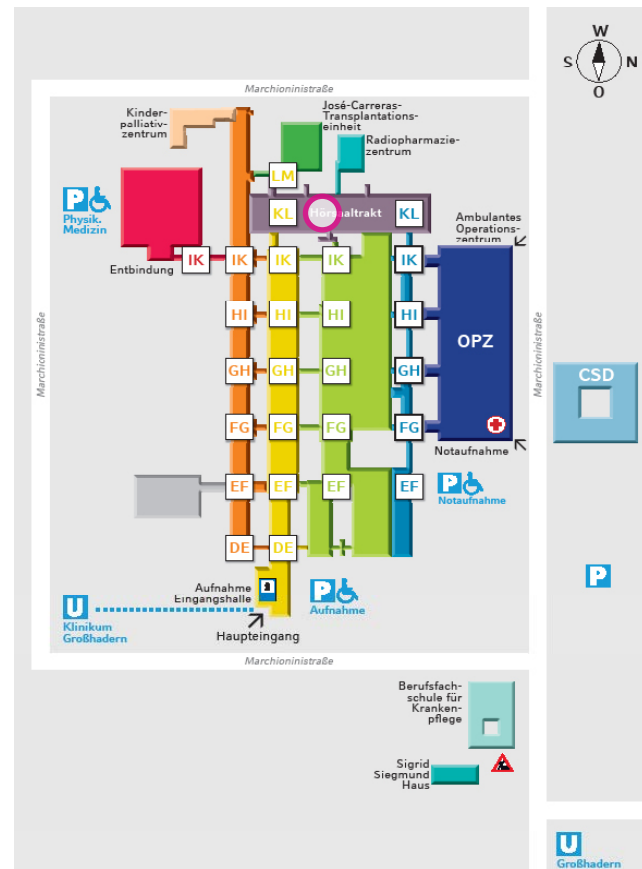 W
S
N
O
Marchioninistraße
Kinder-
palliativ-
zentrum
José-Carreras-
Transplantations-
einheit
Radiopharmazie-
zentrum
LM
P
Physik.
Medizin
KL
Hörsaaltrakt
KL
Ambulantes
Operations-
zentrum
Entbindung
IK
IK
IK
IK
IK
HI
HI
HI
HI
OPZ
Marchioninistraße
Marchioninistraße
GH
GH
GH
GH
CSD
FG
FG
FG
FG
Notaufnahme
EF
EF
EF
EF
P
Notaufnahme
DE
DE
P
Aufnahme
Eingangshalle
P
Aufnahme
U
Klinikum
Großhadern
Haupteingang
Marchioninistraße
Berufsfach-
schule für
Kranken-
pflege
Sigrid
Siegmund
Haus
U
Großhadern